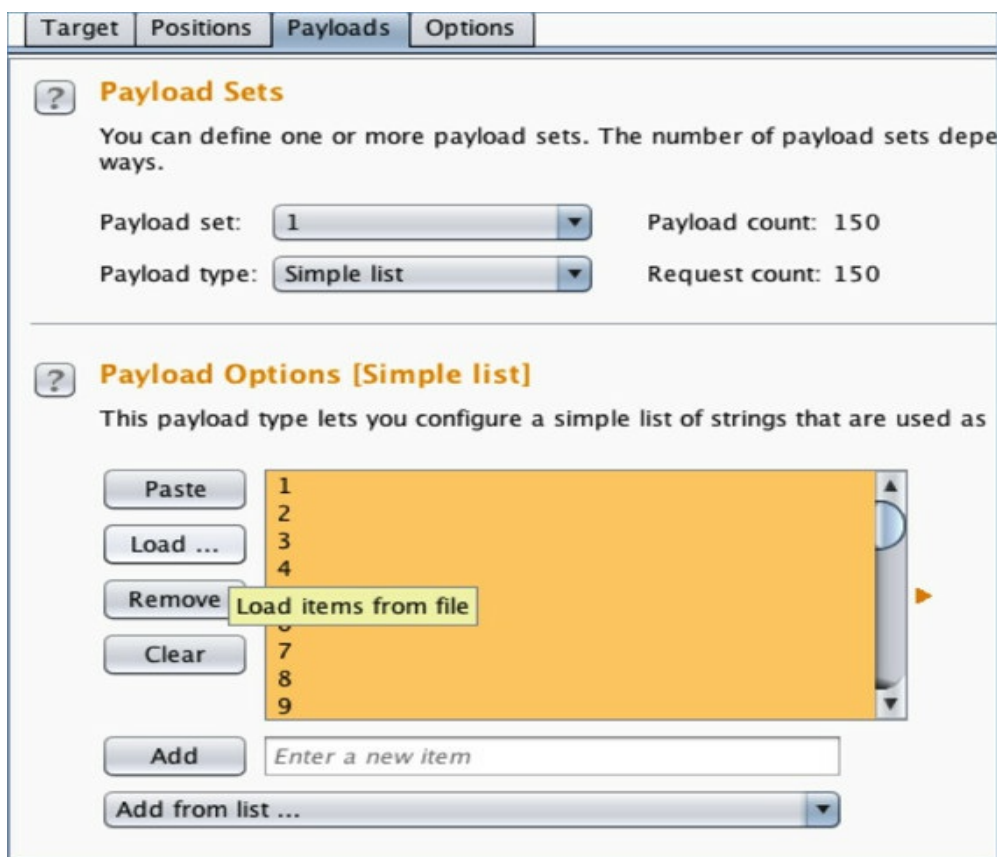 Target Positions Payloads Options
? Payload Sets
You can define one or more payload sets. The number of payload sets depe
ways.
Payload set: 1 Payload count: 150
Payload type: Simple list Request count: 150
? Payload Options [Simple list]
This payload type lets you configure a simple list of strings that are used as
Paste
Load ...
Remove
Clear
1
2
3
4
Load items from file
7
8
9
Add Enter a new item
Add from list ...